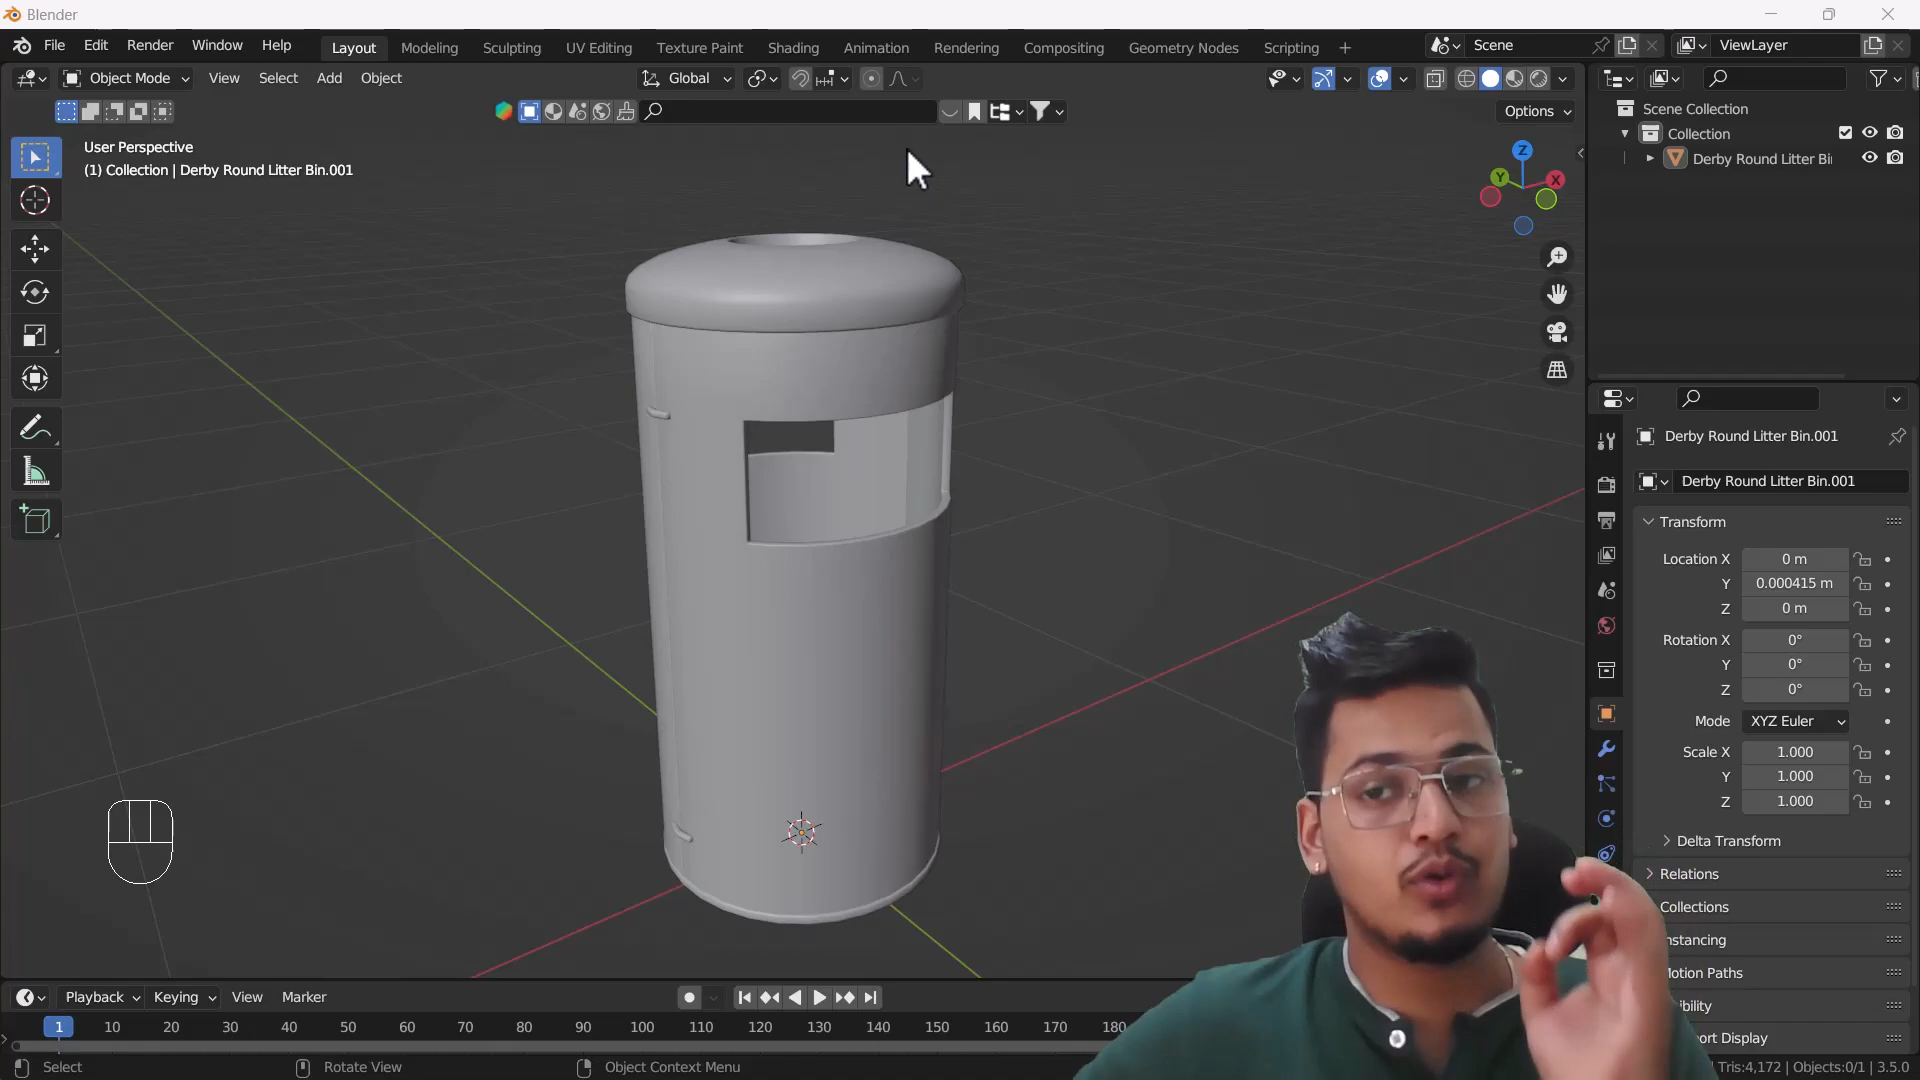 Blender
File Edit Render Window Help Layout Modeling Sculpting UV Editing Texture Paint Shading Animation Rendering Compositing Geometry Nodes Scripting + Scene ViewLayer
Object Mode View Select Add Object Global
Options
User Perspective
(1) Collection | Derby Round Litter Bin.001
Z
Y
X
Scene Collection
Collection
Derby Round Litter Bi
Derby Round Litter Bin.001
Derby Round Litter Bin.001
Transform
Location X 0 m
Y 0.000415 m
Z 0 m
Rotation X 0°
Y 0°
Z 0°
Mode XYZ Euler
Scale X 1.000
Y 1.000
Z 1.000
Delta Transform
Relations
Collections
nstancing
Motion Paths
ibility
ort Display
Playback Keying View Marker
1 10 20 30 40 50 60 70 80 90 100 110 120 130 140 150 160 170 180
Select Rotate View Object Context Menu Tris:4,172 | Objects:0/1 | 3.5.0